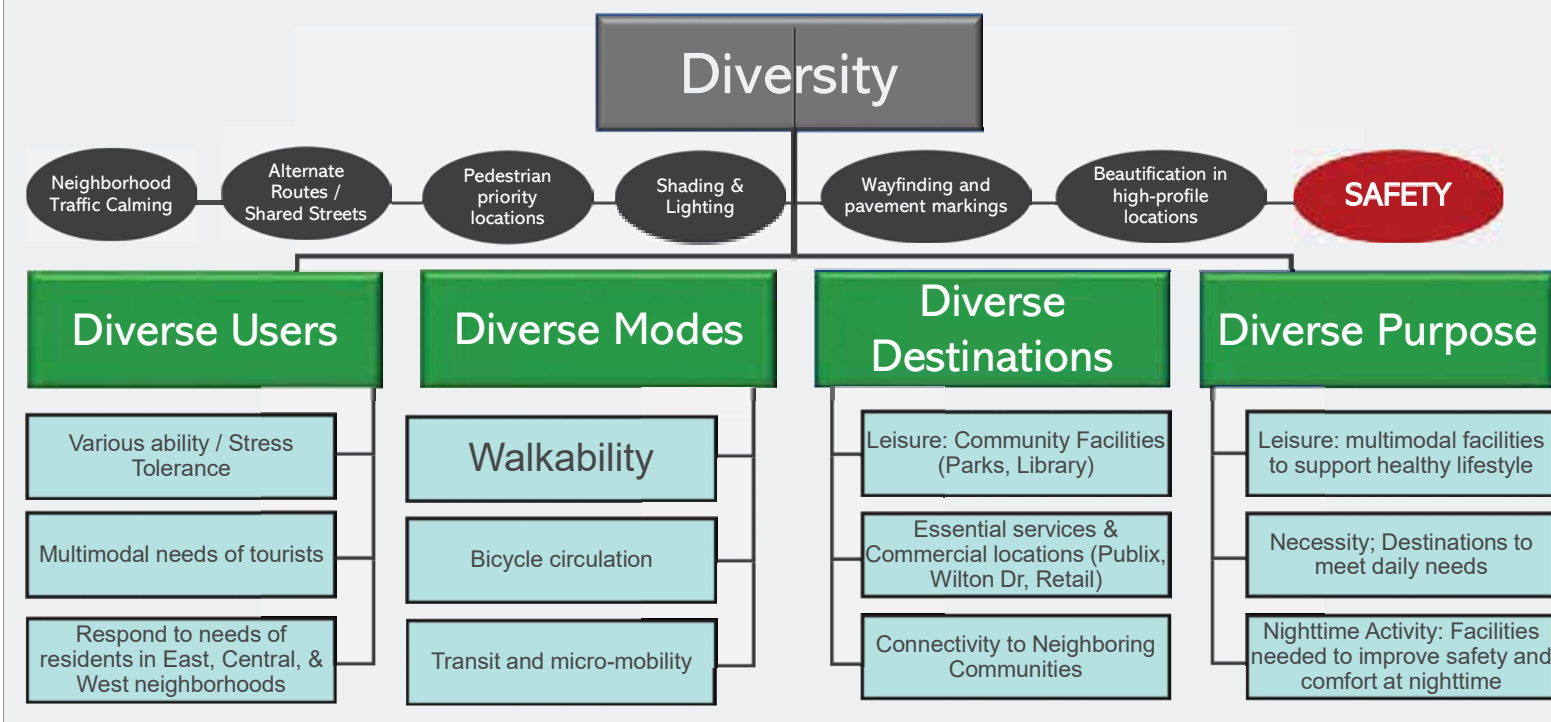 Diversity
Neighborhood
Traffic Calming
Alternate
Routes /
Shared Streets
Pedestrian
priority
locations
Shading &
Lighting
Wayfinding and
pavement markings
Beautification in
high-profile
locations
SAFETY
Diverse Users
Various ability / Stress
Tolerance
Multimodal needs of tourists
Respond to needs of
residents in East, Central, &
West neighborhoods
Diverse Modes
Walkability
Bicycle circulation
Transit and micro-mobility
Diverse
Destinations
Leisure: Community Facilities
(Parks, Library)
Essential services &
Commercial locations (Publix,
Wilton Dr, Retail)
Connectivity to Neighboring
Communities
Diverse Purpose
Leisure: multimodal facilities
to support healthy lifestyle
Necessity; Destinations to
meet daily needs
Nighttime Activity: Facilities
needed to improve safety and
comfort at nighttime